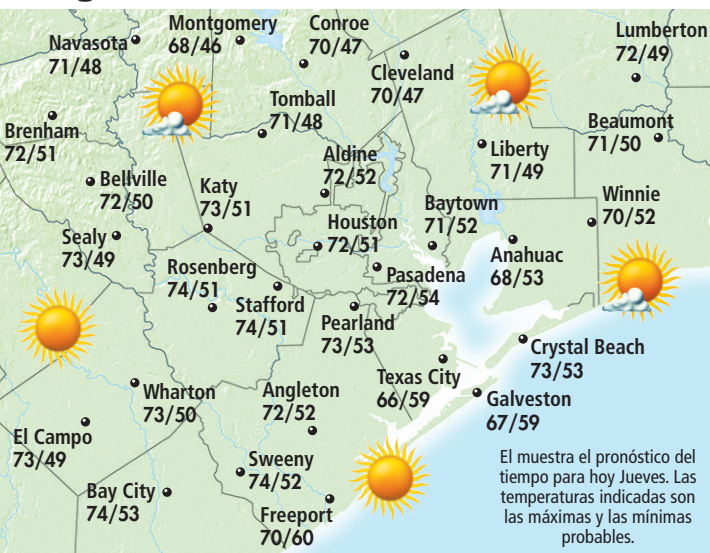 Montgomery
68/46
Conroe
70/47
Lumberton
72/49
Navasota
71/48
Cleveland
70/47
Tomball
71/48
Beaumont
71/50
Brenham
72/51
Aldine
72/52
Liberty
71/49
Bellville
72/50
Katy
73/51
Baytown
71/52
Winnie
70/52
Houston
72/51
Sealy
73/49
Anahuac
68/53
Rosenberg
74/51
Pasadena
72/54
Stafford
74/51
Pearland
73/53
Crystal Beach
73/53
Texas City
66/59
Wharton
73/50
Angleton
72/52
Galveston
67/59
El Campo
73/49
Sweeny
74/52
Bay City
74/53
Freeport
70/60
El muestra el pronóstico del
tiempo para hoy Jueves. Las
temperaturas indicadas son
las máximas y las mínimas
probables.